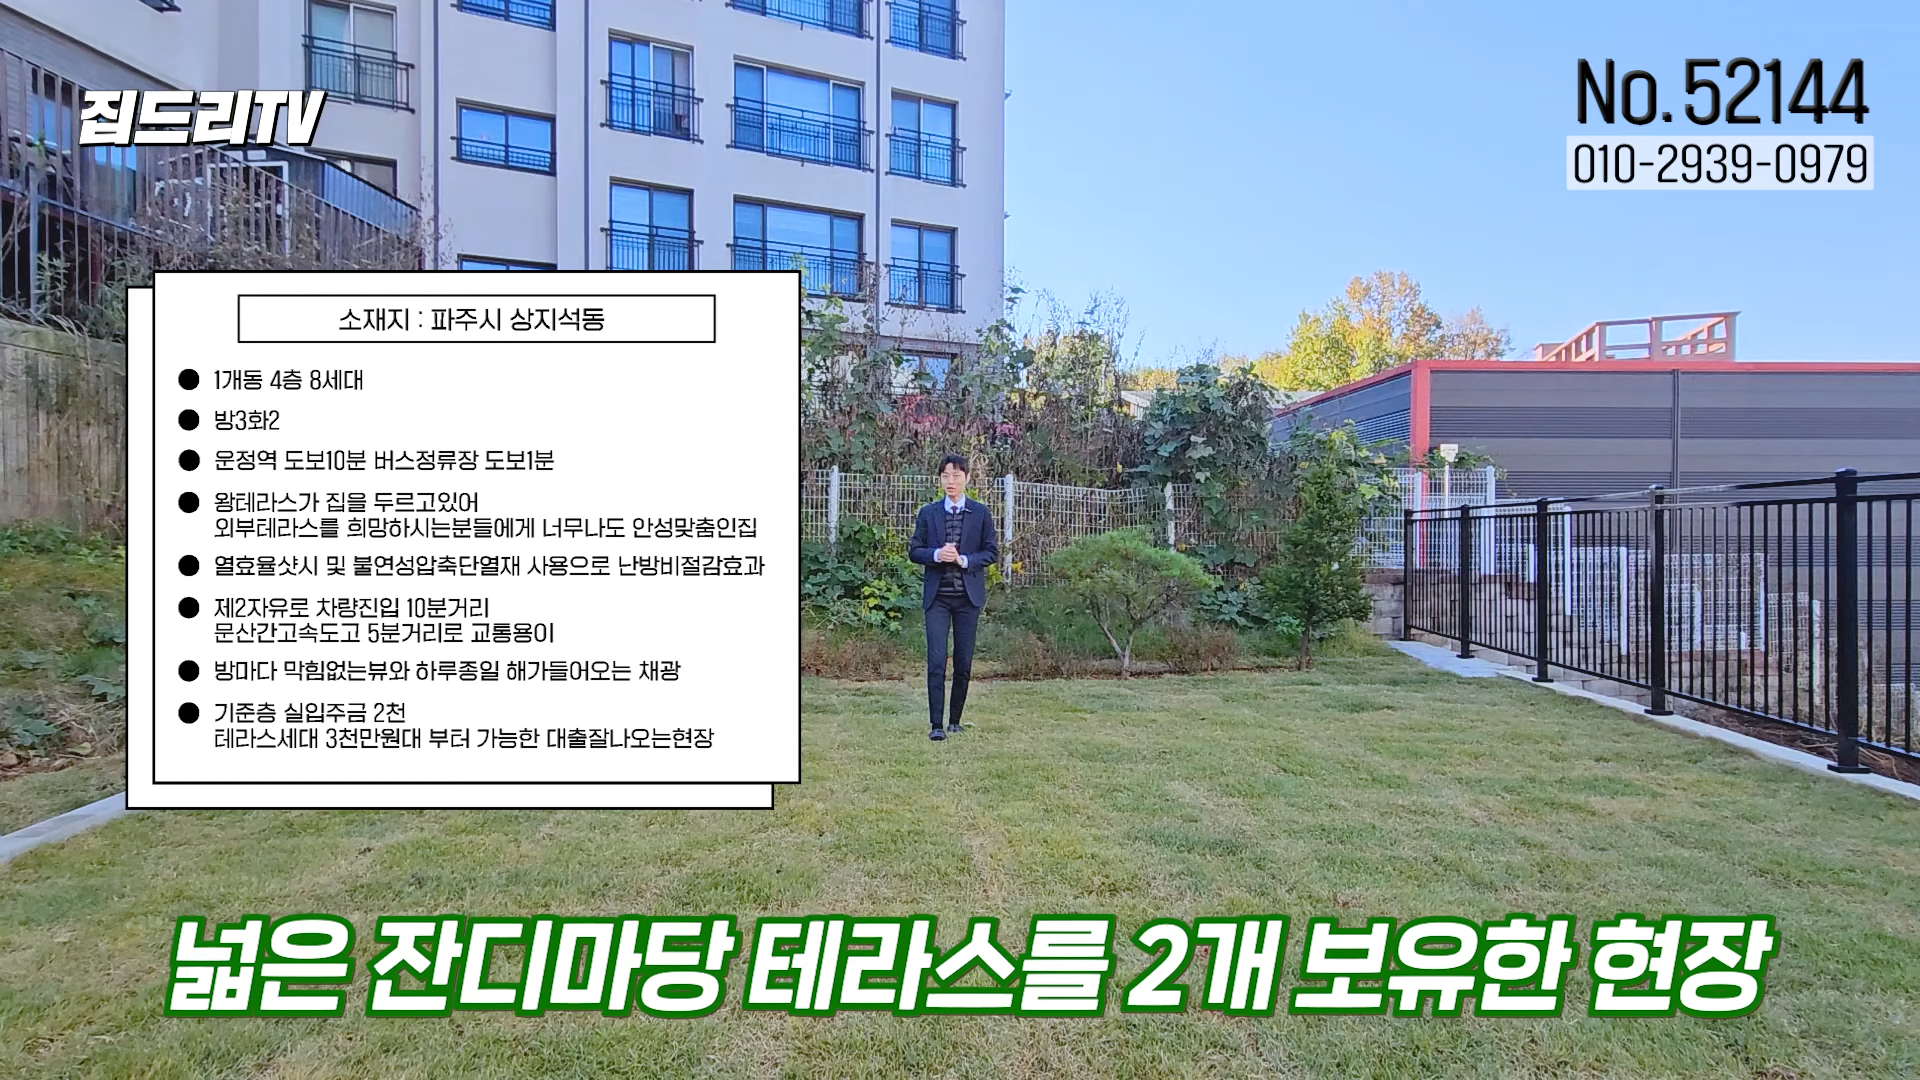 집드리TV
No. 52144
010-2939-0979
소재지 : 파주시 상지석동
● 1개동 4층 8세대
● 방3화2
● 운정역 도보10분 버스정류장 도보1분
● 왕테라스가 집을 두르고있어
외부테라스를 희망하시는분들에게 너무나도 안성맞춤인집
● 열효율샷시 및 불연성압축단열재 사용으로 난방비절감효과
● 제2자유로 차량진입 10분거리
문산간고속도고 5분거리로 교통용이
● 방마다 막힘없는뷰와 하루종일 해가들어오는 채광
● 기준층 실입주금 2천
테라스세대 3천만원대 부터 가능한 대출잘나오는현장
넓은 잔디마당 테라스를 2개 보유한 현장